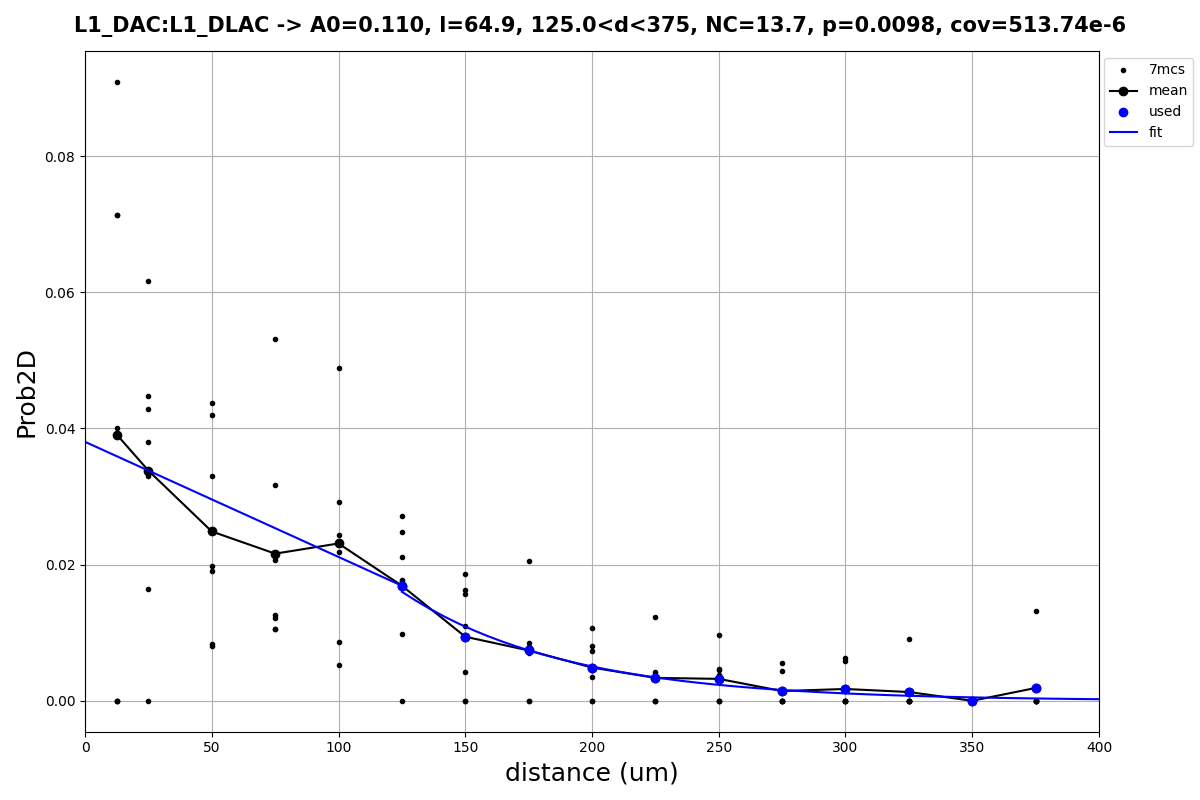 L1_DAC:L1_DLAC -> A0=0.110, l=64.9, 125.0<d<375, NC=13.7, p=0.0098, cov=513.74e-6
7mcs
mean
used
fit
Prob2D
0.08
0.06
0.04
0.02
0.00
0 50 100 150 200 250 300 350 400
distance (um)